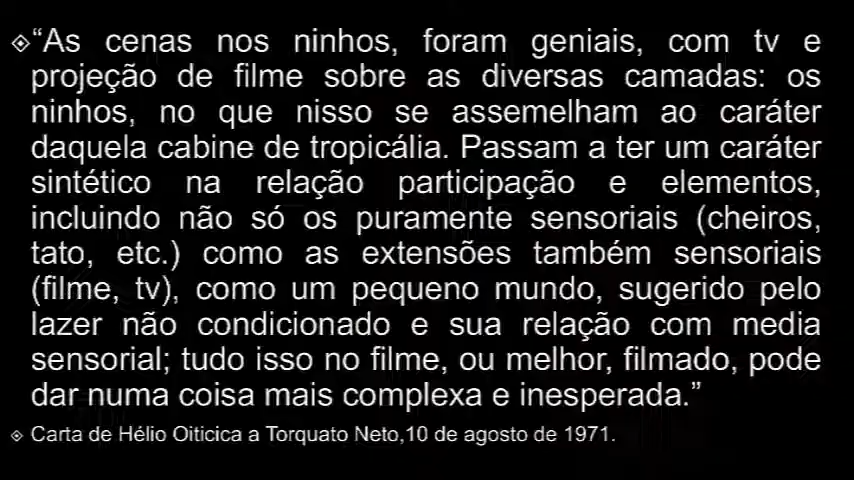 “As cenas nos ninhos, foram geniais, com tv e
projeção de filme sobre as diversas camadas: os
ninhos, no que nisso se assemelham ao caráter
daquela cabine de tropicália. Passam a ter um caráter
sintético na relação participação e elementos,
incluindo não só os puramente sensoriais (cheiros,
tato, etc.) como as extensões também sensoriais
(filme, tv), como um pequeno mundo, sugerido pelo
lazer não condicionado e sua relação com media
sensorial; tudo isso no filme, ou melhor, filmado, pode
dar numa coisa mais complexa e inesperada.”
Carta de Hélio Oiticica a Torquato Neto,10 de agosto de 1971.